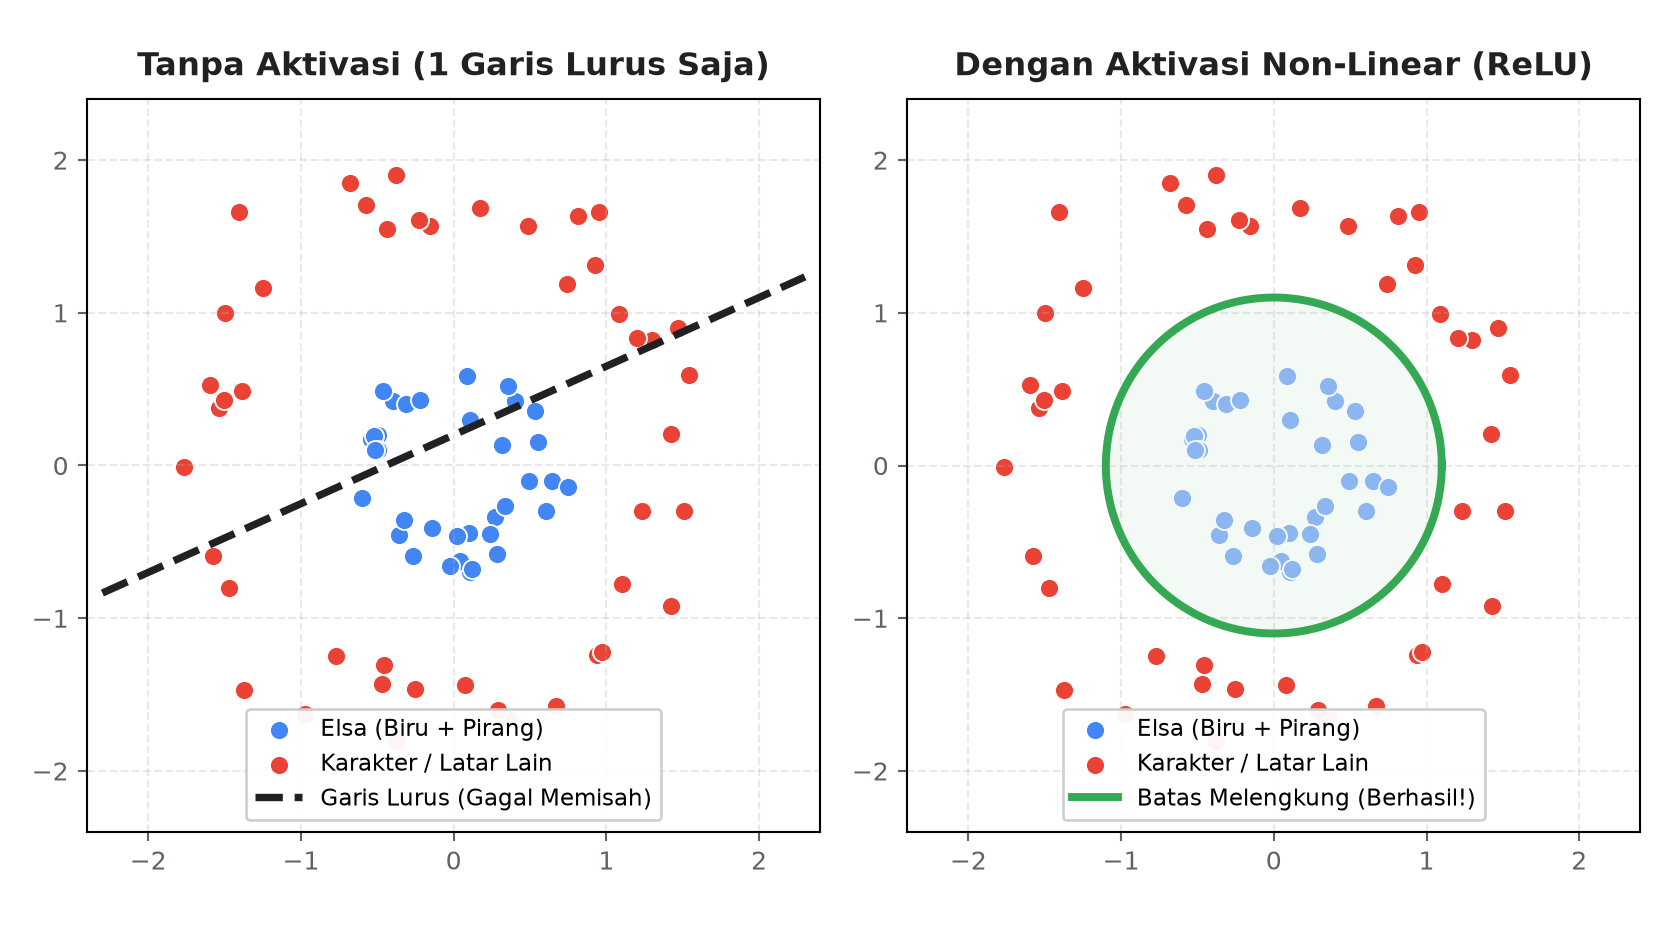 Tanpa Aktivasi (1 Garis Lurus Saja)
2
1
0
−1
−2
−2
−1
0
1
2
Elsa (Biru + Pirang)
Karakter / Latar Lain
Garis Lurus (Gagal Memisah)
Dengan Aktivasi Non-Linear (ReLU)
2
1
0
−1
−2
−2
−1
0
1
2
Elsa (Biru + Pirang)
Karakter / Latar Lain
Batas Melengkung (Berhasil!)